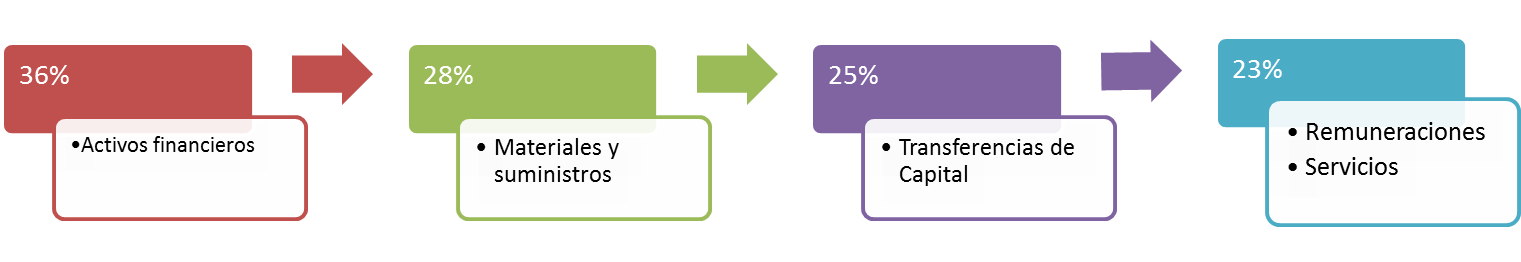 36%
•Activos financieros
28%
• Materiales y
suministros
25%
• Transferencias de
Capital
23%
• Remuneraciones
• Servicios